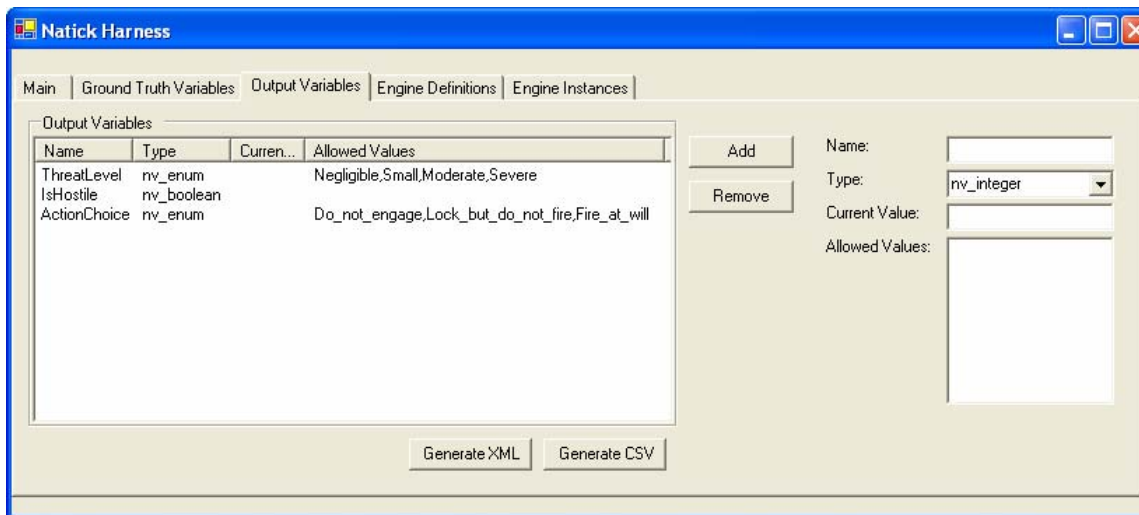 Natick Harness
Main Ground Truth Variables Output Variables Engine Definitions Engine Instances
Output Variables
Name Type Curren... Allowed Values
ThreatLevel nv_enum Negligible,Small,Moderate,Severe
IsHostile nv_boolean
ActionChoice nv_enum Do_not_engage,Lock_but_do_not_fire,Fire_at_will
Generate XML Generate CSV
Add
Remove
Name:
Type: nv_integer
Current Value:
Allowed Values: